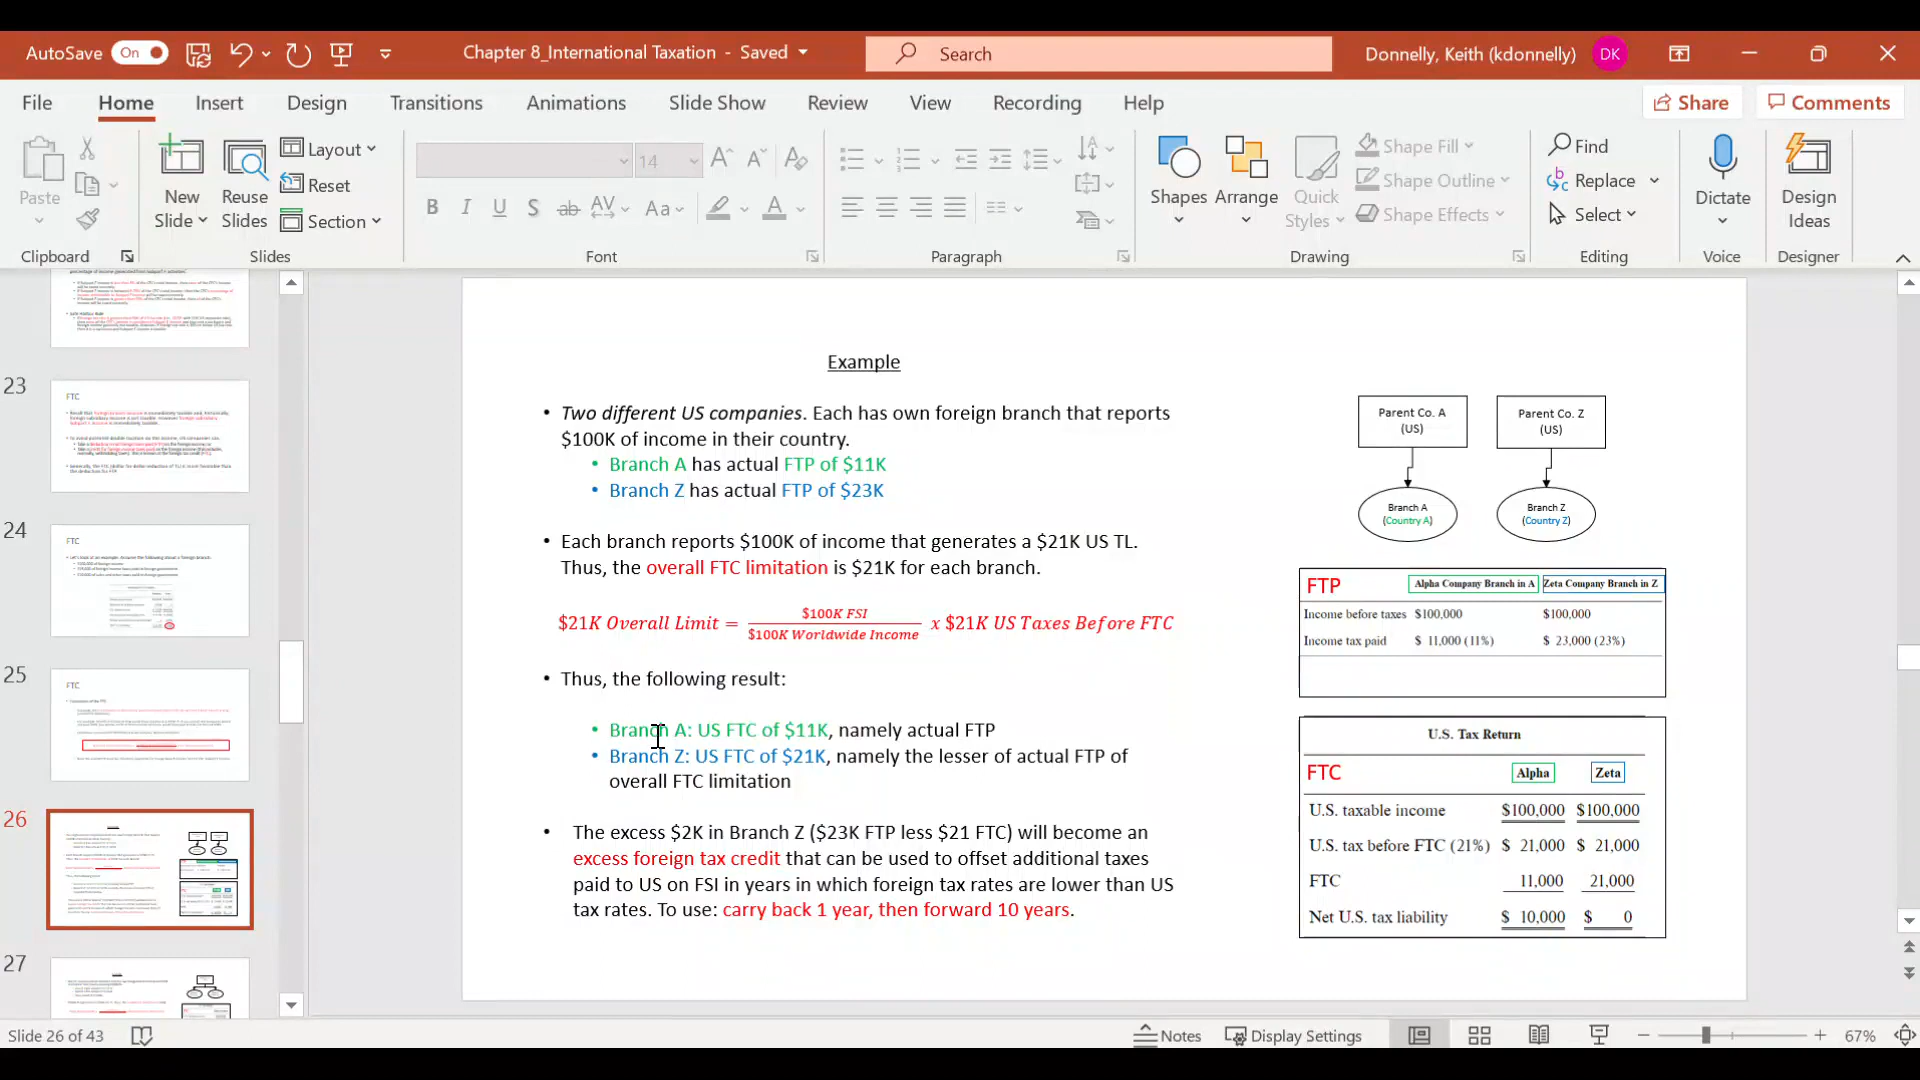 AutoSave On
Chapter 8_International Taxation - Saved
Search
Donnelly, Keith (kdonnelly) DK
File Home Insert Design Transitions Animations Slide Show Review View Recording Help
Share Comments
Paste
Clipboard
New Slide
Reuse Slides
Layout
Reset
Section
Slides
14
B I U S ab AV Aa A
Font
Paragraph
Shapes
Arrange
Quick Styles
Shape Fill
Shape Outline
Shape Effects
Drawing
Find
Replace
Select
Editing
Dictate
Voice
Design Ideas
Designer
23
FTC
24
FTC
25
FTC
26
27
Example
• Two different US companies. Each has own foreign branch that reports
$100K of income in their country.
• Branch A has actual FTP of $11K
• Branch Z has actual FTP of $23K
• Each branch reports $100K of income that generates a $21K US TL.
Thus, the overall FTC limitation is $21K for each branch.
$21K Overall Limit = $100K FSI / $100K Worldwide Income x $21K US Taxes Before FTC
• Thus, the following result:
• Branch A: US FTC of $11K, namely actual FTP
• Branch Z: US FTC of $21K, namely the lesser of actual FTP of
overall FTC limitation
• The excess $2K in Branch Z ($23K FTP less $21 FTC) will become an
excess foreign tax credit that can be used to offset additional taxes
paid to US on FSI in years in which foreign tax rates are lower than US
tax rates. To use: carry back 1 year, then forward 10 years.
Parent Co. A
(US)
Parent Co. Z
(US)
Branch A
(Country A)
Branch Z
(Country Z)
FTP Alpha Company Branch in A Zeta Company Branch in Z
Income before taxes $100,000 $100,000
Income tax paid $ 11,000 (11%) $ 23,000 (23%)
U.S. Tax Return
FTC Alpha Zeta
U.S. taxable income $100,000 $100,000
U.S. tax before FTC (21%) $ 21,000 $ 21,000
FTC 11,000 21,000
Net U.S. tax liability $ 10,000 $ 0
Slide 26 of 43
Notes
Display Settings
67%